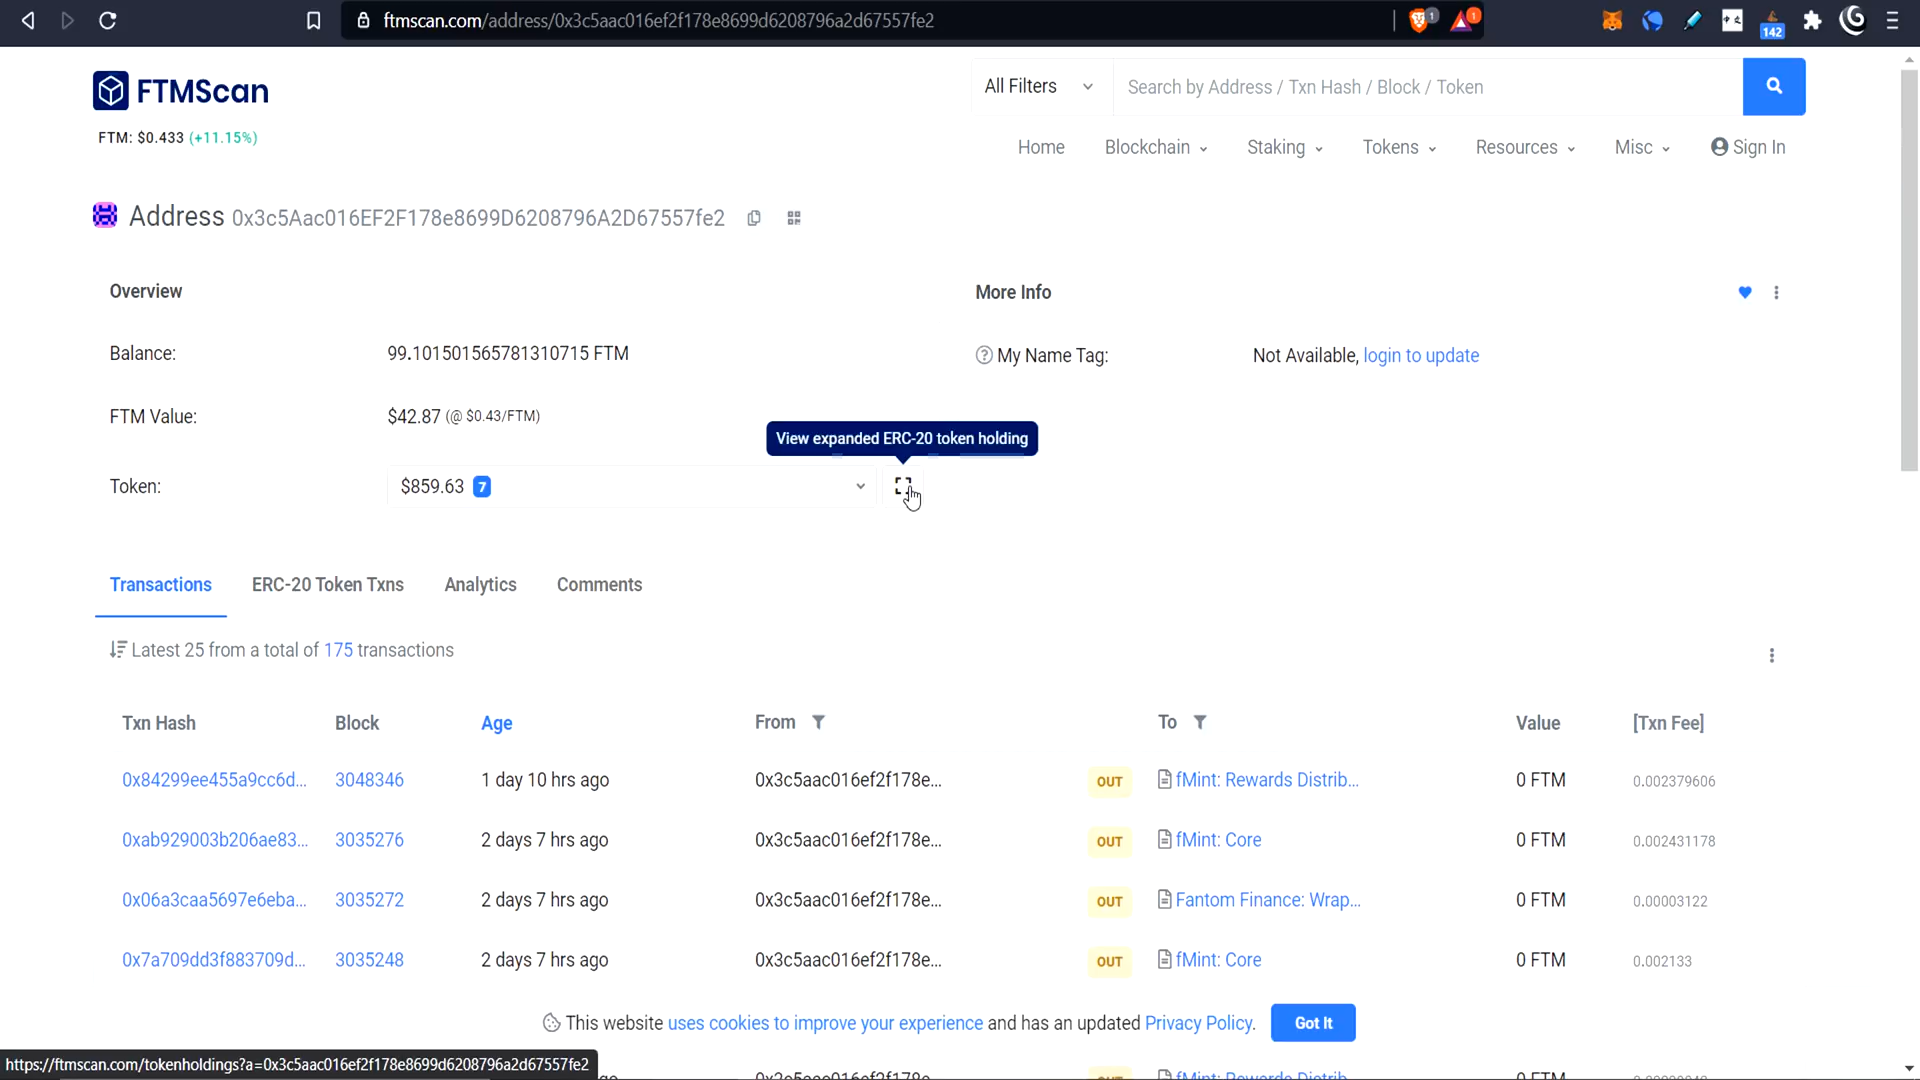 ftmscan.com/address/0x3c5aac016ef2f178e8699d6208796a2d67557fe2
1
1
142
FTMScan
All Filters
Search by Address / Txn Hash / Block / Token
FTM: $0.433 (+11.15%)
Home
Blockchain
Staking
Tokens
Resources
Misc
Sign In
Address 0x3c5Aac016EF2F178e8699D6208796A2D67557fe2
Overview
More Info
Balance:
99.101501565781310715 FTM
My Name Tag:
Not Available, login to update
FTM Value:
$42.87 (@ $0.43/FTM)
View expanded ERC-20 token holding
Token:
$859.63 7
Transactions
ERC-20 Token Txns
Analytics
Comments
Latest 25 from a total of 175 transactions
Txn Hash Block Age From To Value [Txn Fee]
0x84299ee455a9cc6d... 3048346 1 day 10 hrs ago 0x3c5aac016ef2f178e... OUT fMint: Rewards Distrib... 0 FTM 0.002379606
0xab929003b206ae83... 3035276 2 days 7 hrs ago 0x3c5aac016ef2f178e... OUT fMint: Core 0 FTM 0.002431178
0x06a3caa5697e6eba... 3035272 2 days 7 hrs ago 0x3c5aac016ef2f178e... OUT Fantom Finance: Wrap... 0 FTM 0.00003122
0x7a709dd3f883709d... 3035248 2 days 7 hrs ago 0x3c5aac016ef2f178e... OUT fMint: Core 0 FTM 0.002133
This website uses cookies to improve your experience and has an updated Privacy Policy.
Got It
https://ftmscan.com/tokenholdings?a=0x3c5aac016ef2f178e8699d6208796a2d67557fe2